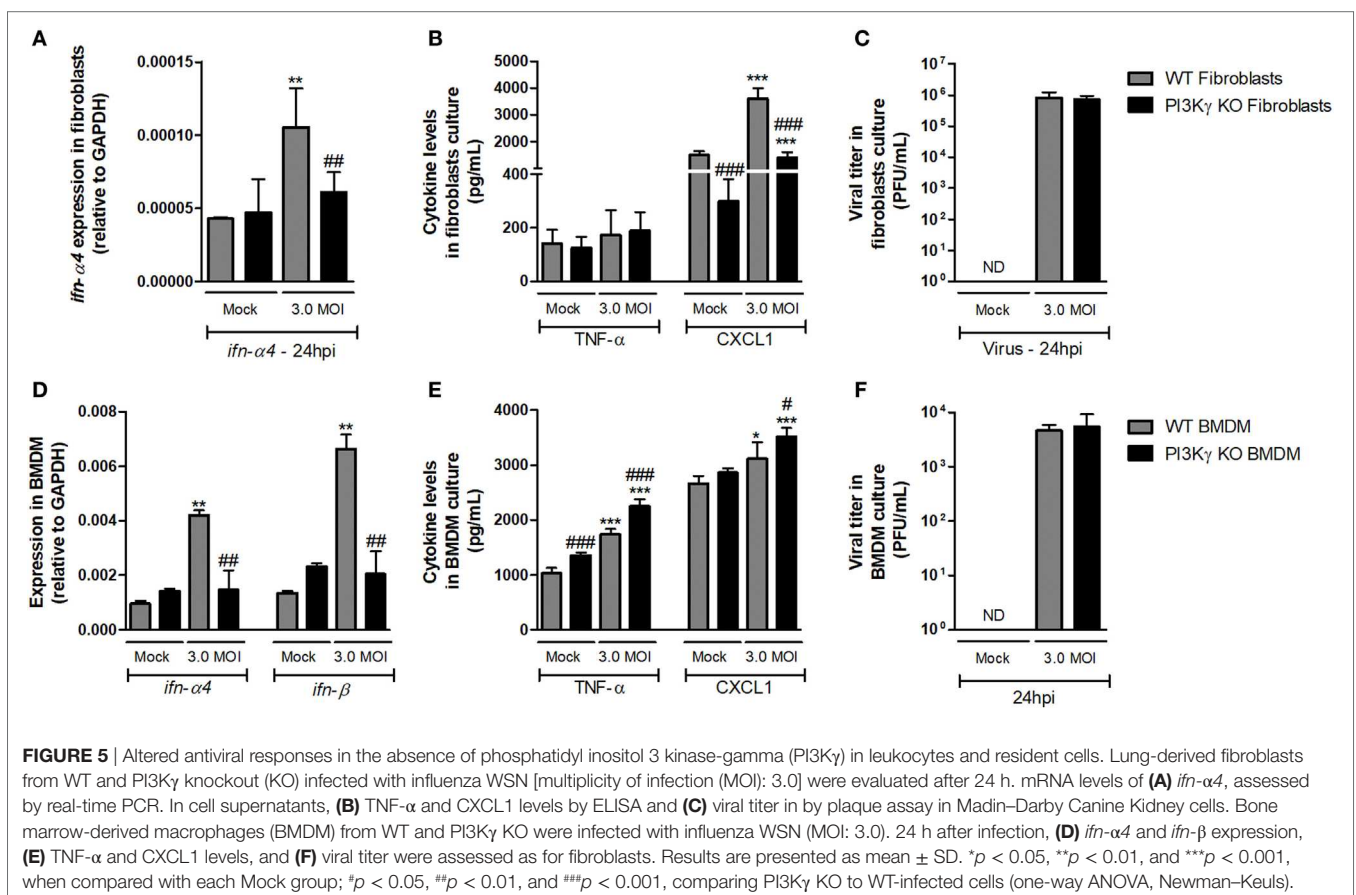 A
ifn-α4 expression in fibroblasts
(relative to GAPDH)
0.00015
0.00010
0.00005
0.00000
**
##
Mock
3.0 MOI
ifn-α4 - 24hpi
B
Cytokine levels
in fibroblasts culture
(pg/mL)
5000
4000
3000
2000
400
200
0
###
***
###
***
Mock
3.0 MOI
Mock
3.0 MOI
TNF-α
CXCL1
C
Viral titer in
fibroblasts culture
(PFU/mL)
10⁷
10⁶
10⁵
10⁴
10³
10²
10¹
10⁰
ND
Mock
3.0 MOI
Virus - 24hpi
WT Fibroblasts
PI3Kγ KO Fibroblasts
D
Expression in BMDM
(relative to GAPDH)
0.008
0.006
0.004
0.002
0.000
**
##
**
##
Mock
3.0 MOI
Mock
3.0 MOI
ifn-α4
ifn-β
E
Cytokine levels
in BMDM culture
(pg/mL)
4000
3000
2000
1000
0
###
***
###
***
*
#
***
Mock
3.0 MOI
Mock
3.0 MOI
TNF-α
CXCL1
F
Viral titer in
BMDM culture
(PFU/mL)
10⁴
10³
10²
10¹
10⁰
ND
Mock
3.0 MOI
24hpi
WT BMDM
PI3Kγ KO BMDM
FIGURE 5 | Altered antiviral responses in the absence of phosphatidyl inositol 3 kinase-gamma (PI3Kγ) in leukocytes and resident cells. Lung-derived fibroblasts
from WT and PI3Kγ knockout (KO) infected with influenza WSN [multiplicity of infection (MOI): 3.0] were evaluated after 24 h. mRNA levels of (A) ifn-α4, assessed
by real-time PCR. In cell supernatants, (B) TNF-α and CXCL1 levels by ELISA and (C) viral titer in by plaque assay in Madin–Darby Canine Kidney cells. Bone
marrow-derived macrophages (BMDM) from WT and PI3Kγ KO were infected with influenza WSN (MOI: 3.0). 24 h after infection, (D) ifn-α4 and ifn-β expression,
(E) TNF-α and CXCL1 levels, and (F) viral titer were assessed as for fibroblasts. Results are presented as mean ± SD. *p < 0.05, **p < 0.01, and ***p < 0.001,
when compared with each Mock group; #p < 0.05, ##p < 0.01, and ###p < 0.001, comparing PI3Kγ KO to WT-infected cells (one-way ANOVA, Newman–Keuls).